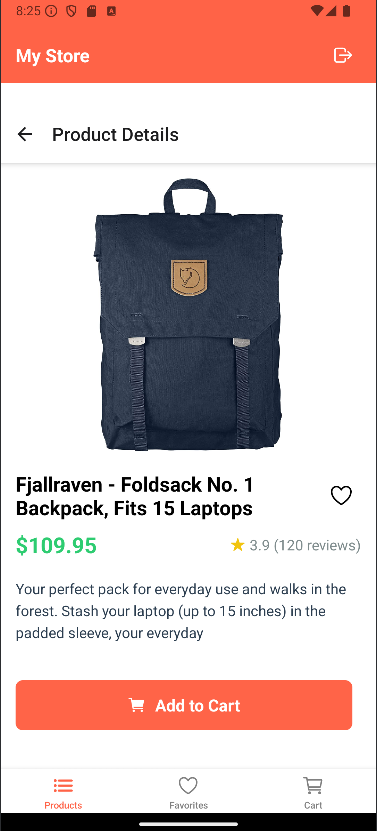 8:25
My Store
Product Details
Fjallraven - Foldsack No. 1
Backpack, Fits 15 Laptops
$109.95
3.9 (120 reviews)
Your perfect pack for everyday use and walks in the
forest. Stash your laptop (up to 15 inches) in the
padded sleeve, your everyday
Add to Cart
Products
Favorites
Cart